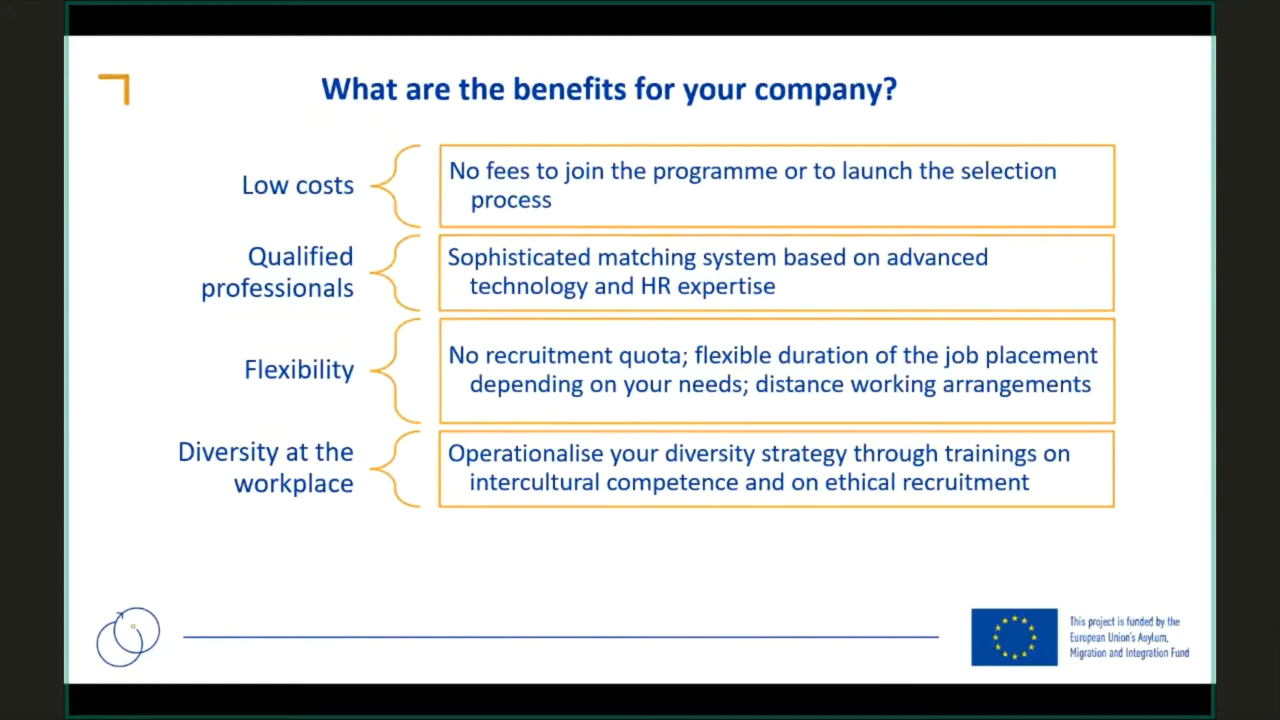 What are the benefits for your company?
Low costs
No fees to join the programme or to launch the selection
process
Qualified
professionals
Sophisticated matching system based on advanced
technology and HR expertise
Flexibility
No recruitment quota; flexible duration of the job placement
depending on your needs; distance working arrangements
Diversity at the
workplace
Operationalise your diversity strategy through trainings on
intercultural competence and on ethical recruitment
This project is funded by the
European Union's Asylum,
Migration and Integration Fund